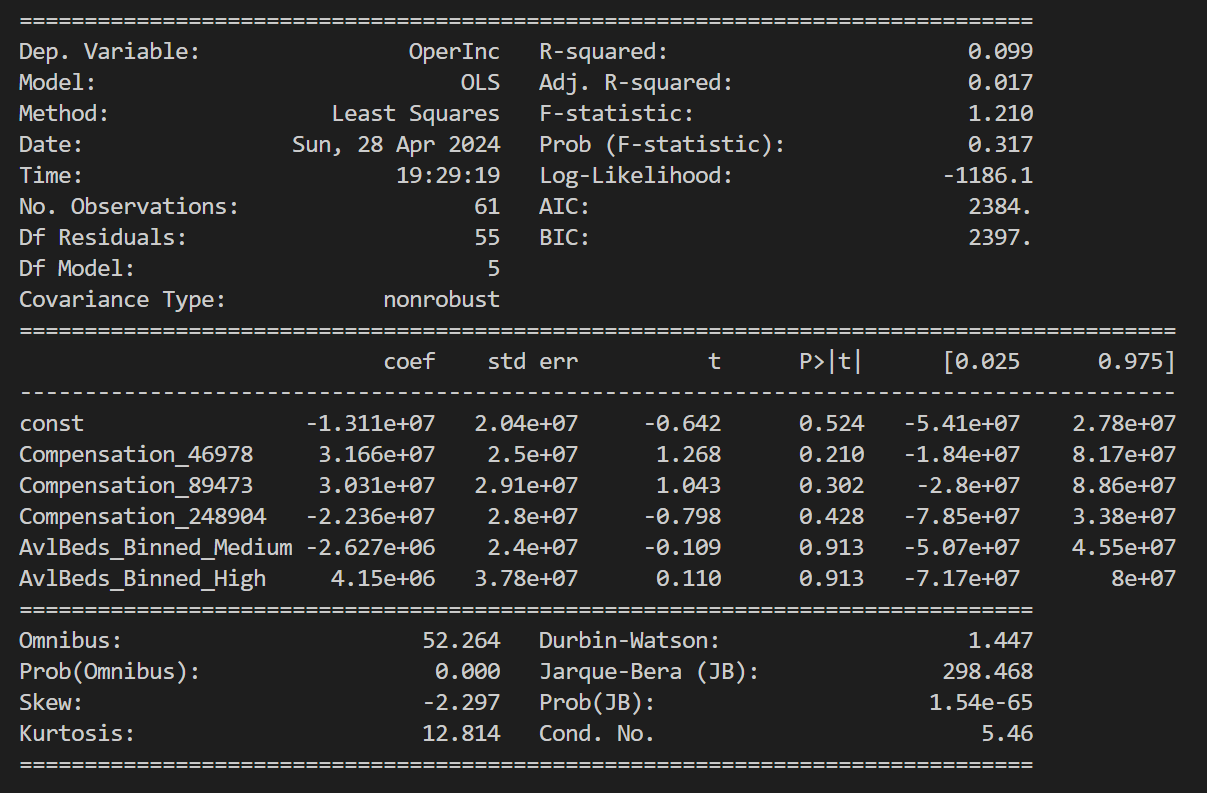 ==============================================================================
Dep. Variable:                OperInc   R-squared:                       0.099
Model:                            OLS   Adj. R-squared:                  0.017
Method:                 Least Squares   F-statistic:                     1.210
Date:                Sun, 28 Apr 2024   Prob (F-statistic):              0.317
Time:                        19:29:19   Log-Likelihood:                -1186.1
No. Observations:                  61   AIC:                             2384.
Df Residuals:                      55   BIC:                             2397.
Df Model:                           5
Covariance Type:            nonrobust
=========================================================================================
                            coef    std err          t      P>|t|      [0.025      0.975]
-----------------------------------------------------------------------------------------
const                 -1.311e+07   2.04e+07     -0.642      0.524   -5.41e+07    2.78e+07
Compensation_46978     3.166e+07    2.5e+07      1.268      0.210   -1.84e+07    8.17e+07
Compensation_89473     3.031e+07   2.91e+07      1.043      0.302    -2.8e+07    8.86e+07
Compensation_248904   -2.236e+07    2.8e+07     -0.798      0.428   -7.85e+07    3.38e+07
AvlBeds_Binned_Medium -2.627e+06    2.4e+07     -0.109      0.913   -5.07e+07    4.55e+07
AvlBeds_Binned_High     4.15e+06   3.78e+07      0.110      0.913   -7.17e+07       8e+07
==============================================================================
Omnibus:                       52.264   Durbin-Watson:                   1.447
Prob(Omnibus):                  0.000   Jarque-Bera (JB):              298.468
Skew:                          -2.297   Prob(JB):                     1.54e-65
Kurtosis:                      12.814   Cond. No.                         5.46
==============================================================================